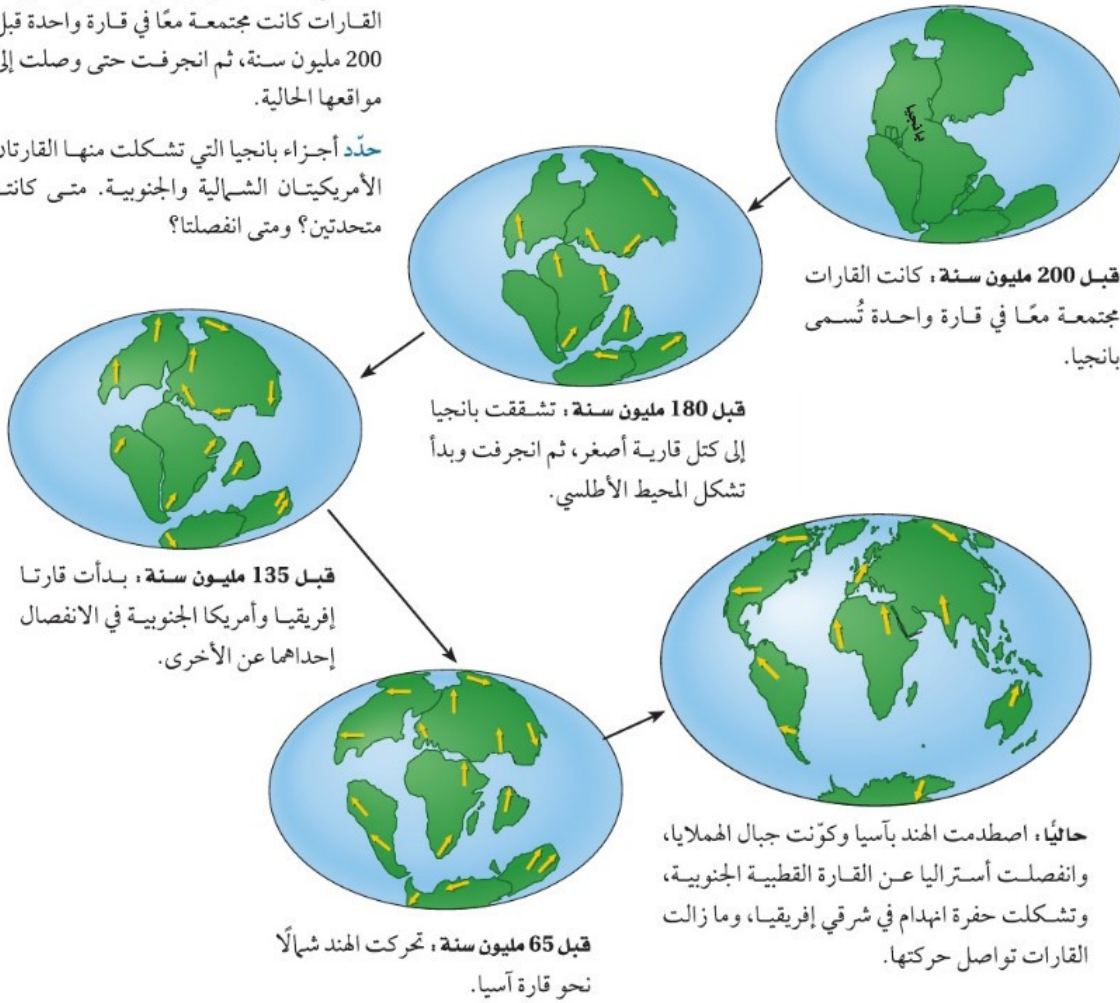 القارات كانت مجتمعة معًا في قارة واحدة قبل
200 مليون سنة، ثم انجرفت حتى وصلت إلى
مواقعها الحالية.
حدّد أجزاء بانجيا التي تشكلت منها القارتان
الأمريكيتان الشمالية والجنوبية. متى كانتا
متحدتين؟ ومتى انفصلتا؟
بانجيا
قبل 200 مليون سنة: كانت القارات
مجتمعة معًا في قارة واحدة تُسمى
بانجيا.
قبل 180 مليون سنة: تشققت بانجيا
إلى كتل قارية أصغر، ثم انجرفت وبدأ
تشكل المحيط الأطلسي.
قبل 135 مليون سنة: بدأت قارتا
إفريقيا وأمريكا الجنوبية في الانفصال
إحداهما عن الأخرى.
قبل 65 مليون سنة: تحركت الهند شمالًا
نحو قارة آسيا.
حاليًا: اصطدمت الهند بآسيا وكوّنت جبال الهملايا،
وانفصلت أستراليا عن القارة القطبية الجنوبية،
وتشكلت حفرة انهدام في شرقي إفريقيا، وما زالت
القارات تواصل حركتها.